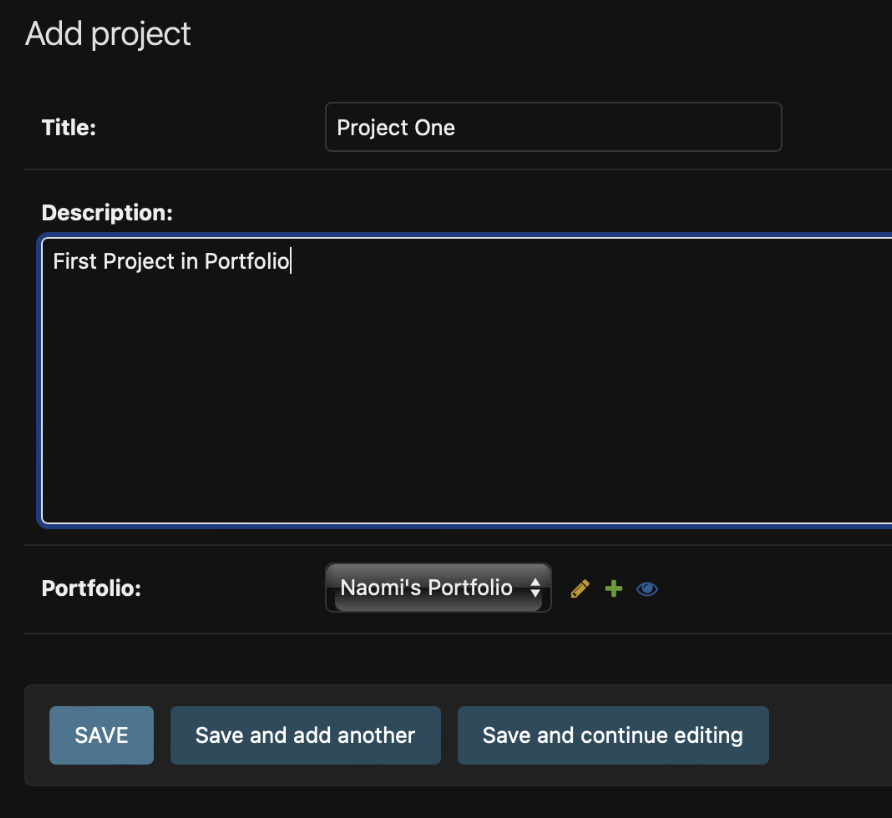 Add project
Title:
Project One
Description:
First Project in Portfolio
Portfolio:
Naomi's Portfolio
SAVE
Save and add another
Save and continue editing